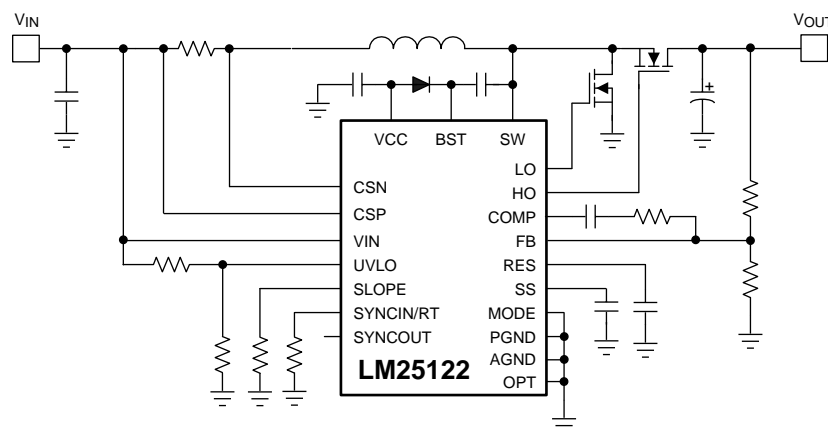 VIN
VOUT
+
VCC BST SW
LO
HO
CSN
COMP
CSP
VIN
FB
UVLO
RES
SLOPE
SS
SYNCIN/RT
MODE
SYNCOUT
PGND
AGND
LM25122
OPT